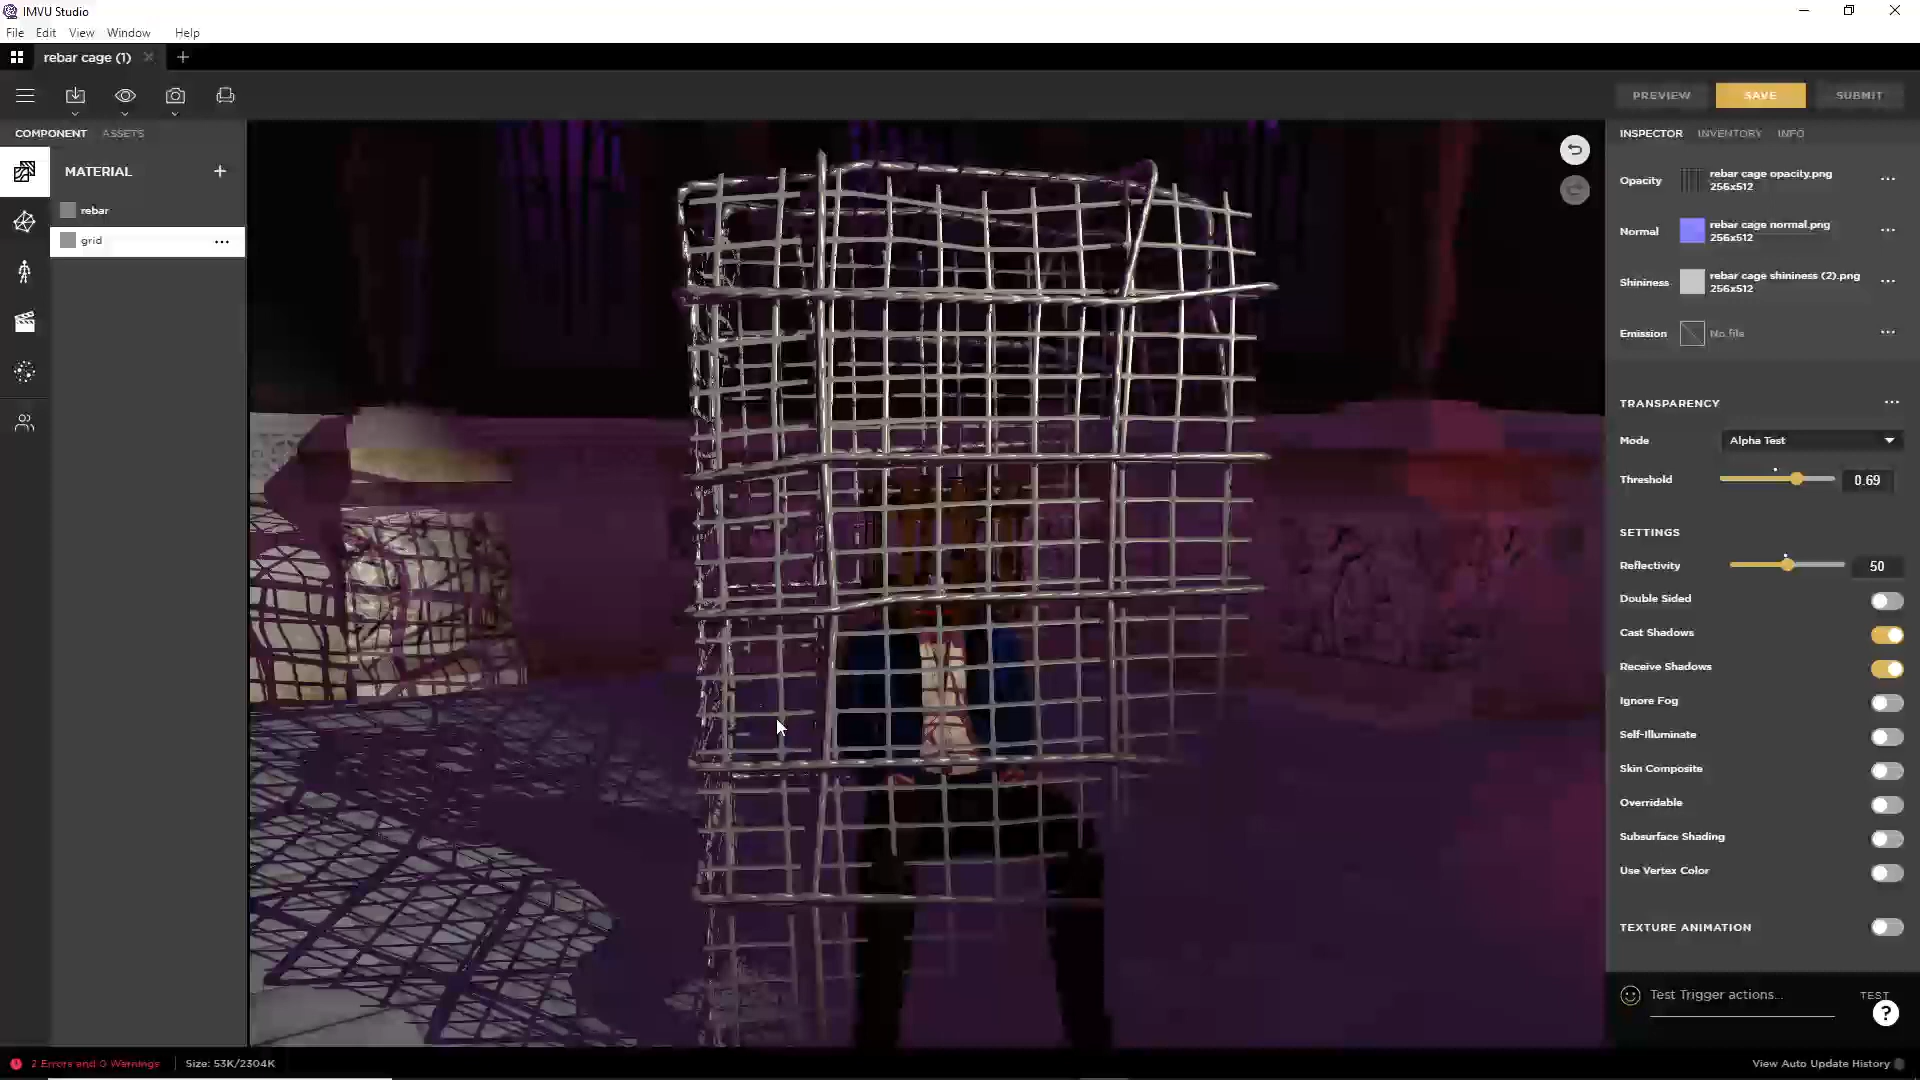 IMVU Studio
File Edit View Window Help
rebar cage (1)
PREVIEW SAVE SUBMIT
COMPONENT ASSETS
INSPECTOR INVENTORY INFO
MATERIAL
rebar
grid
Opacity rebar cage opacity.png
256x512
Normal rebar cage normal.png
256x512
Shininess rebar cage shininess (2).png
256x512
Emission No file
TRANSPARENCY
Mode Alpha Test
Threshold 0.69
SETTINGS
Reflectivity 50
Double Sided
Cast Shadows
Receive Shadows
Ignore Fog
Self-Illuminate
Skin Composite
Overridable
Subsurface Shading
Use Vertex Color
TEXTURE ANIMATION
Test Trigger actions... TEST
?
2 Errors and 0 Warnings Size: 53K/2304K
View Auto Update History